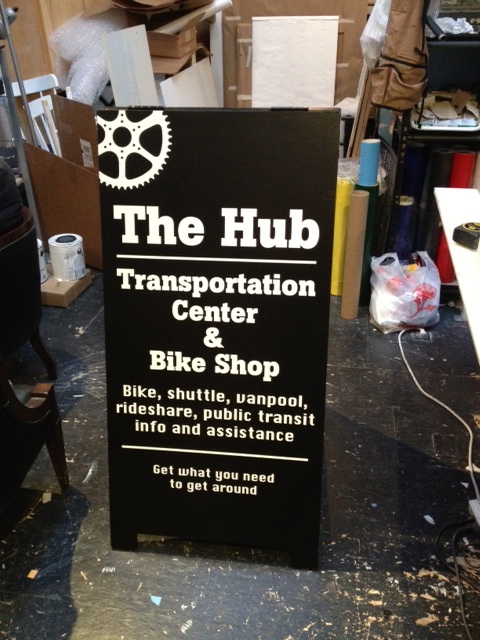 The Hub
Transportation
Center
&
Bike Shop
Bike, shuttle, vanpool,
rideshare, public transit
info and assistance
Get what you need
to get around